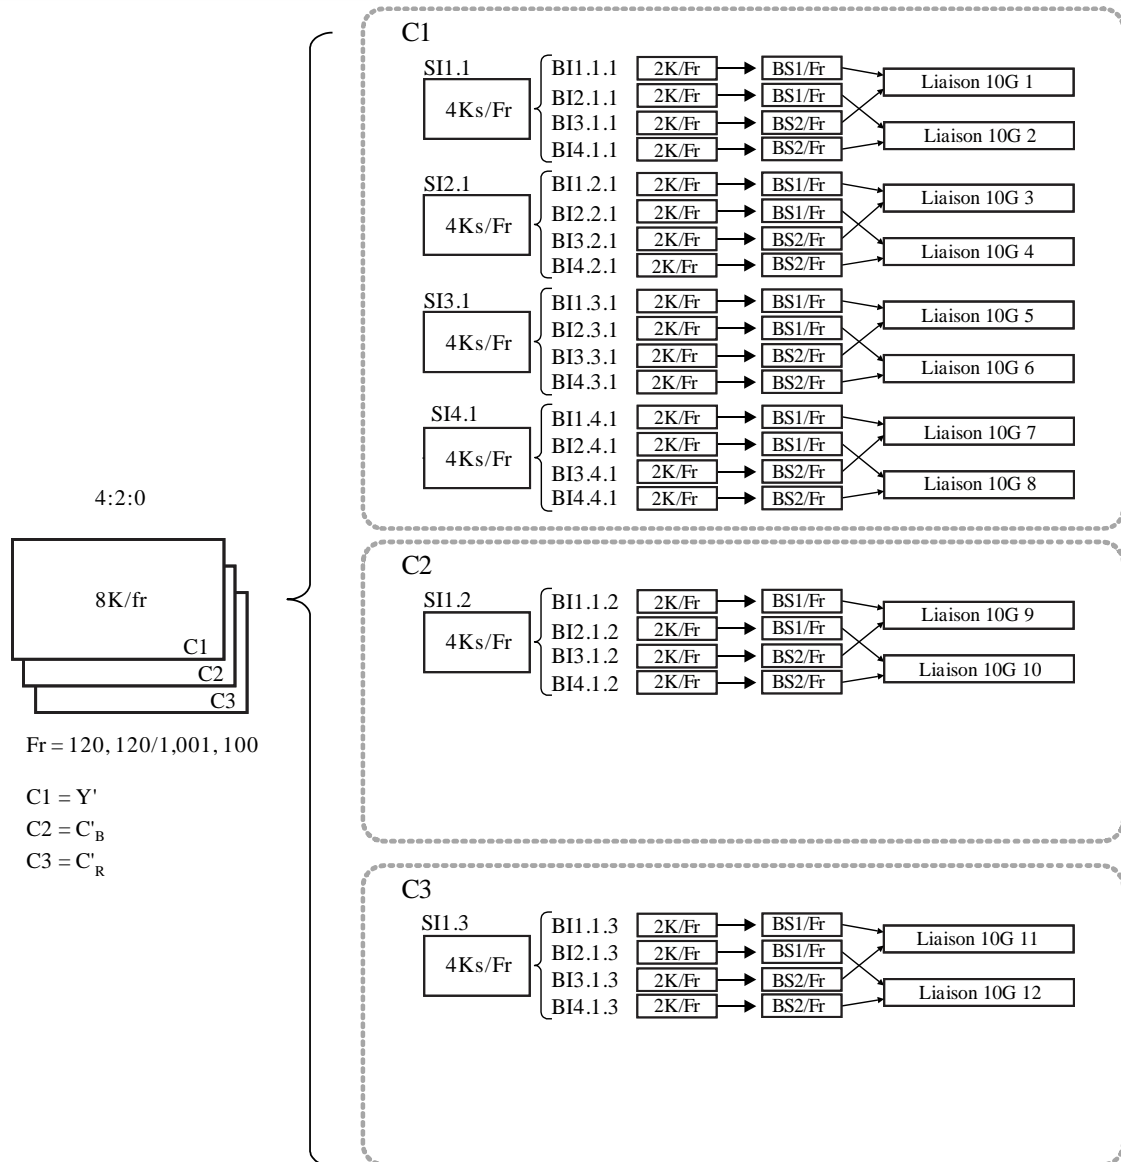 4:2:0
8K/fr
C1
C2
C3
Fr = 120, 120/1,001, 100
C1 = Y'
C2 = C'B
C3 = C'R
C1
SI1.1
4Ks/Fr
BI1.1.1 2K/Fr BS1/Fr
BI2.1.1 2K/Fr BS1/Fr
BI3.1.1 2K/Fr BS2/Fr
BI4.1.1 2K/Fr BS2/Fr
Liaison 10G 1
Liaison 10G 2
SI2.1
4Ks/Fr
BI1.2.1 2K/Fr BS1/Fr
BI2.2.1 2K/Fr BS1/Fr
BI3.2.1 2K/Fr BS2/Fr
BI4.2.1 2K/Fr BS2/Fr
Liaison 10G 3
Liaison 10G 4
SI3.1
4Ks/Fr
BI1.3.1 2K/Fr BS1/Fr
BI2.3.1 2K/Fr BS1/Fr
BI3.3.1 2K/Fr BS2/Fr
BI4.3.1 2K/Fr BS2/Fr
Liaison 10G 5
Liaison 10G 6
SI4.1
4Ks/Fr
BI1.4.1 2K/Fr BS1/Fr
BI2.4.1 2K/Fr BS1/Fr
BI3.4.1 2K/Fr BS2/Fr
BI4.4.1 2K/Fr BS2/Fr
Liaison 10G 7
Liaison 10G 8
C2
SI1.2
4Ks/Fr
BI1.1.2 2K/Fr BS1/Fr
BI2.1.2 2K/Fr BS1/Fr
BI3.1.2 2K/Fr BS2/Fr
BI4.1.2 2K/Fr BS2/Fr
Liaison 10G 9
Liaison 10G 10
C3
SI1.3
4Ks/Fr
BI1.1.3 2K/Fr BS1/Fr
BI2.1.3 2K/Fr BS1/Fr
BI3.1.3 2K/Fr BS2/Fr
BI4.1.3 2K/Fr BS2/Fr
Liaison 10G 11
Liaison 10G 12